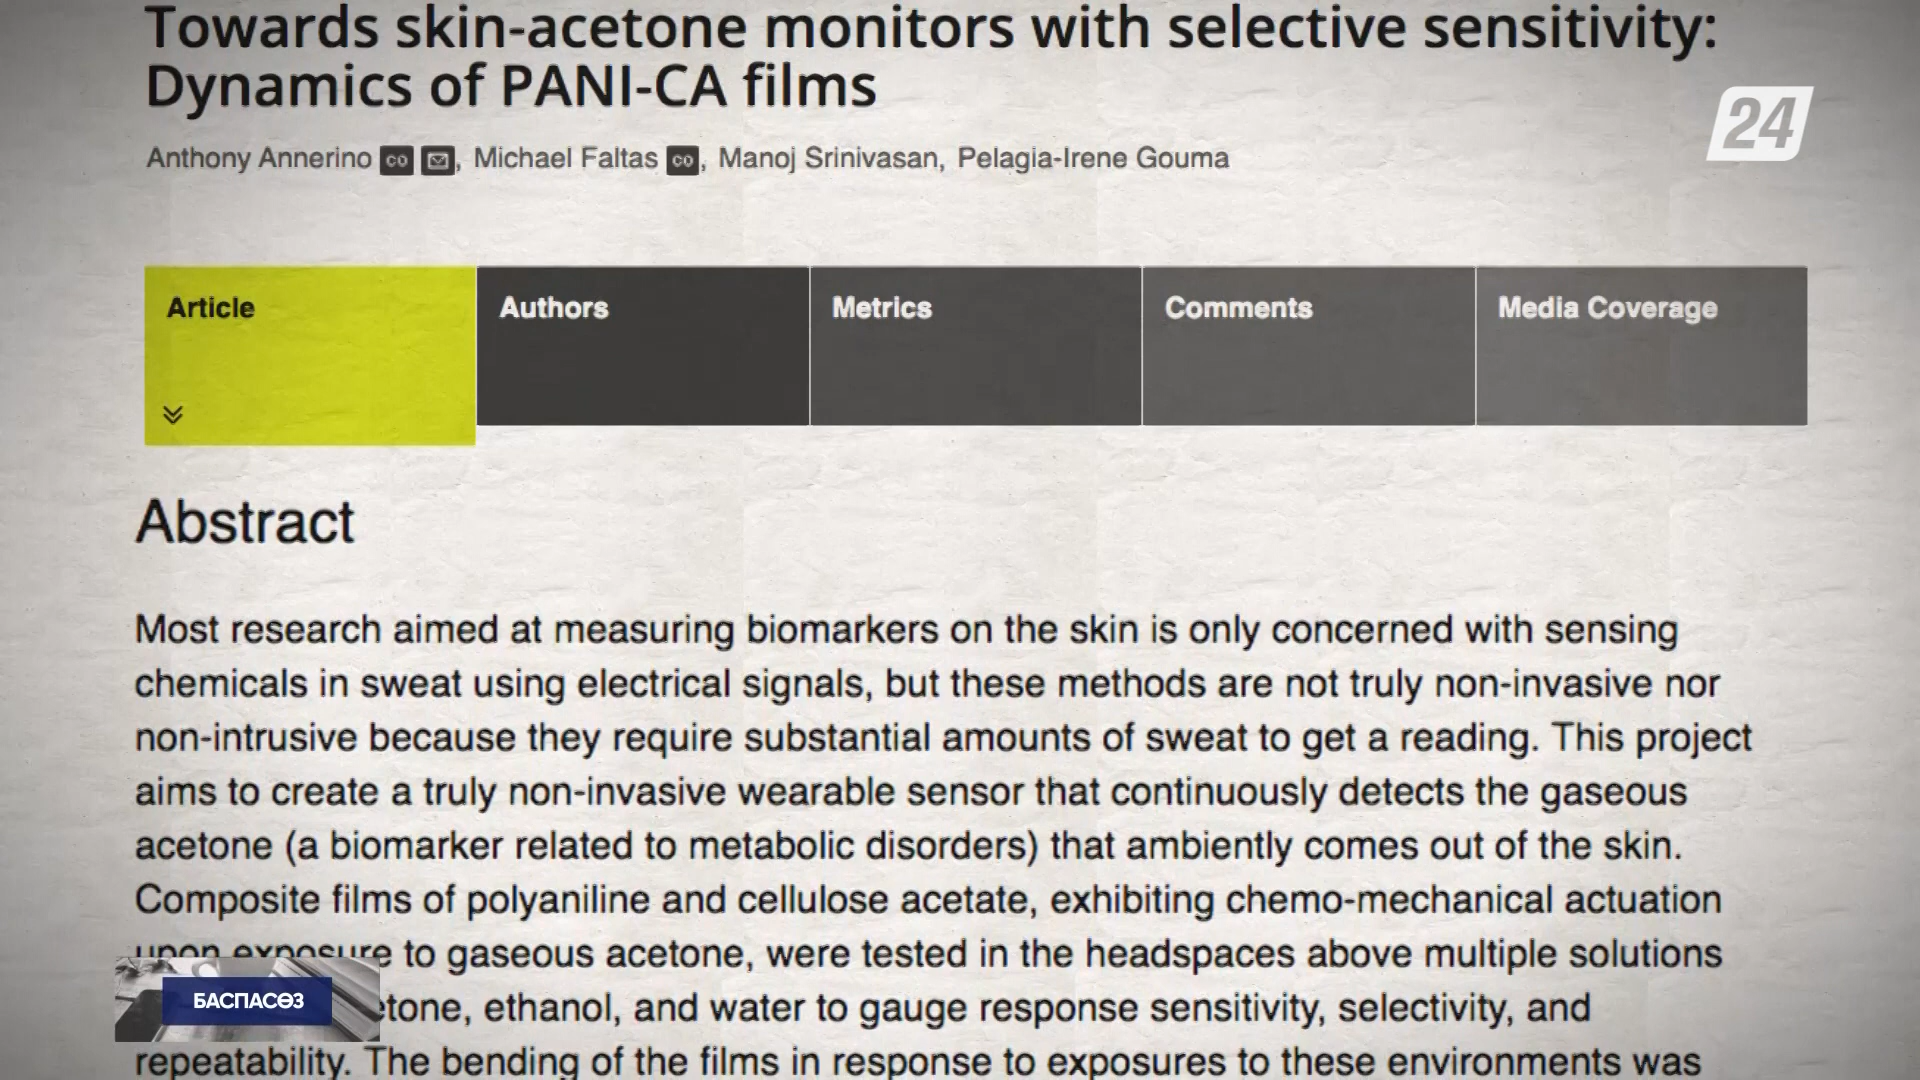 Towards skin-acetone monitors with selective sensitivity:
Dynamics of PANI-CA films
24
Anthony Annerino co, Michael Faltas co, Manoj Srinivasan, Pelagia-Irene Gouma
Article
Authors
Metrics
Comments
Media Coverage
Abstract
Most research aimed at measuring biomarkers on the skin is only concerned with sensing
chemicals in sweat using electrical signals, but these methods are not truly non-invasive nor
non-intrusive because they require substantial amounts of sweat to get a reading. This project
aims to create a truly non-invasive wearable sensor that continuously detects the gaseous
acetone (a biomarker related to metabolic disorders) that ambiently comes out of the skin.
Composite films of polyaniline and cellulose acetate, exhibiting chemo-mechanical actuation
upon exposure to gaseous acetone, were tested in the headspaces above multiple solutions
etone, ethanol, and water to gauge response sensitivity, selectivity, and
БАСПАСӨЗ
repeatability. The bending of the films in response to exposures to these environments was